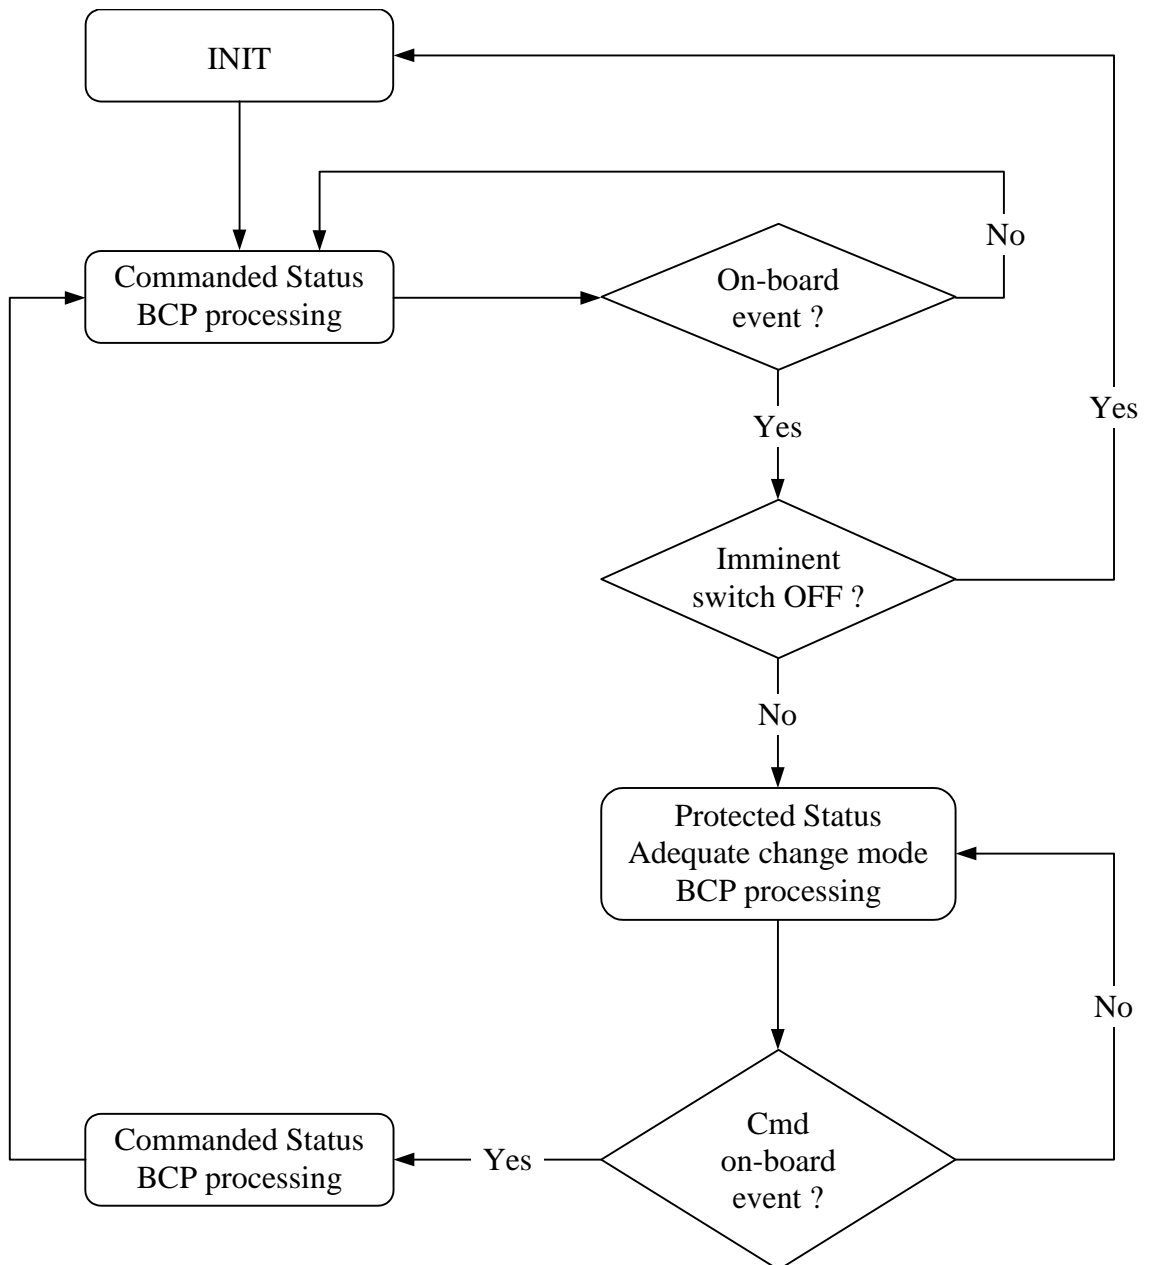 INIT
No
Commanded Status
BCP processing
On-board
event ?
Yes
Yes
Imminent
switch OFF ?
No
Protected Status
Adequate change mode
BCP processing
No
Commanded Status
BCP processing
Yes
Cmd
on-board
event ?